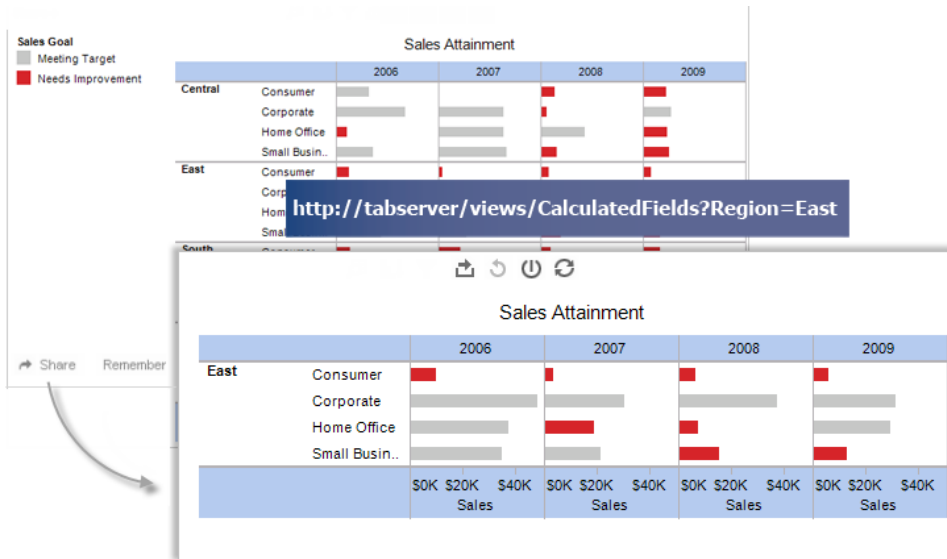 Sales Goal
Meeting Target
Needs Improvement
Sales Attainment
2006 2007 2008 2009
Central Consumer
Corporate
Home Office
Small Busin..
East Consumer
http://tabserver/views/CalculatedFields?Region=East
South
Share Remember
Sales Attainment
2006 2007 2008 2009
East Consumer
Corporate
Home Office
Small Busin..
$0K $20K $40K $0K $20K $40K $0K $20K $40K $0K $20K $40K
Sales Sales Sales Sales